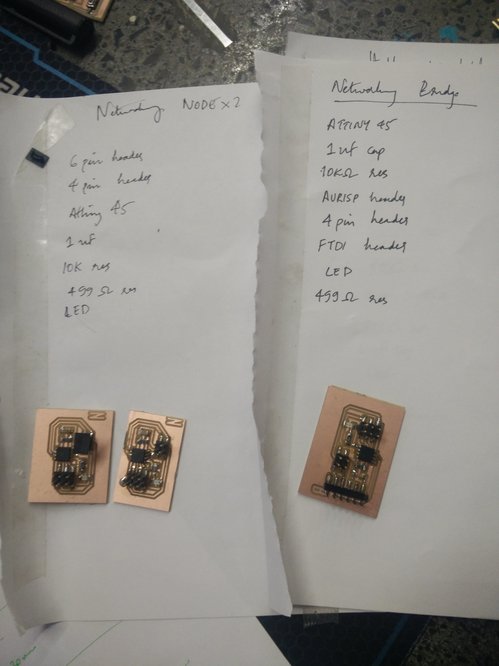 Networking NODE x 2
6 pin header
4 pin header
Attiny 45
1 uf
10K res
499 Ω res
LED
Networking Bridge
ATTINY 45
1 uf cap
10KΩ res
AVRISP header
4 pin header
FTDI header
LED
499 Ω res
N
N